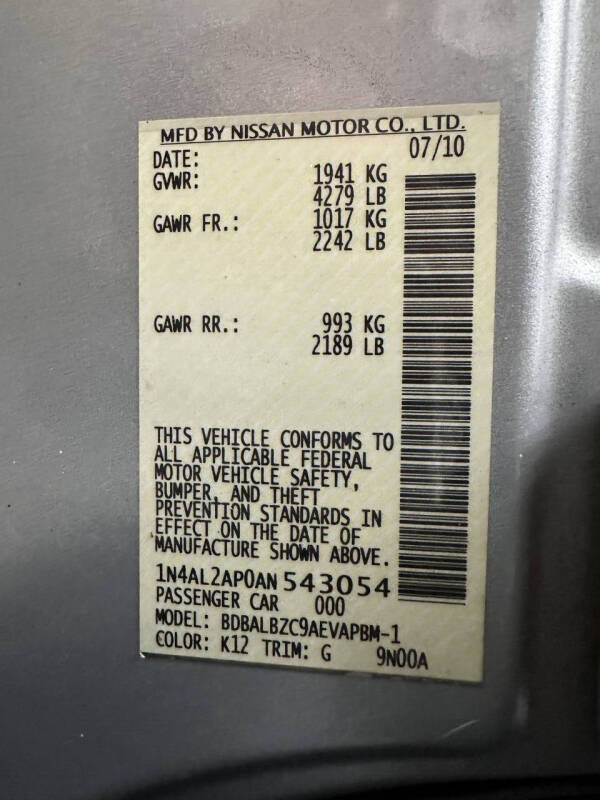 MFD BY NISSAN MOTOR CO., LTD.
DATE: 07/10
GVWR: 1941 KG
4279 LB
GAWR FR.: 1017 KG
2242 LB
GAWR RR.: 993 KG
2189 LB
THIS VEHICLE CONFORMS TO
ALL APPLICABLE FEDERAL
MOTOR VEHICLE SAFETY,
BUMPER, AND THEFT
PREVENTION STANDARDS IN
EFFECT ON THE DATE OF
MANUFACTURE SHOWN ABOVE.
1N4AL2AP0AN 543054
PASSENGER CAR 000
MODEL: BDBALBZC9AEVAPBM-1
COLOR: K12 TRIM: G 9N00A